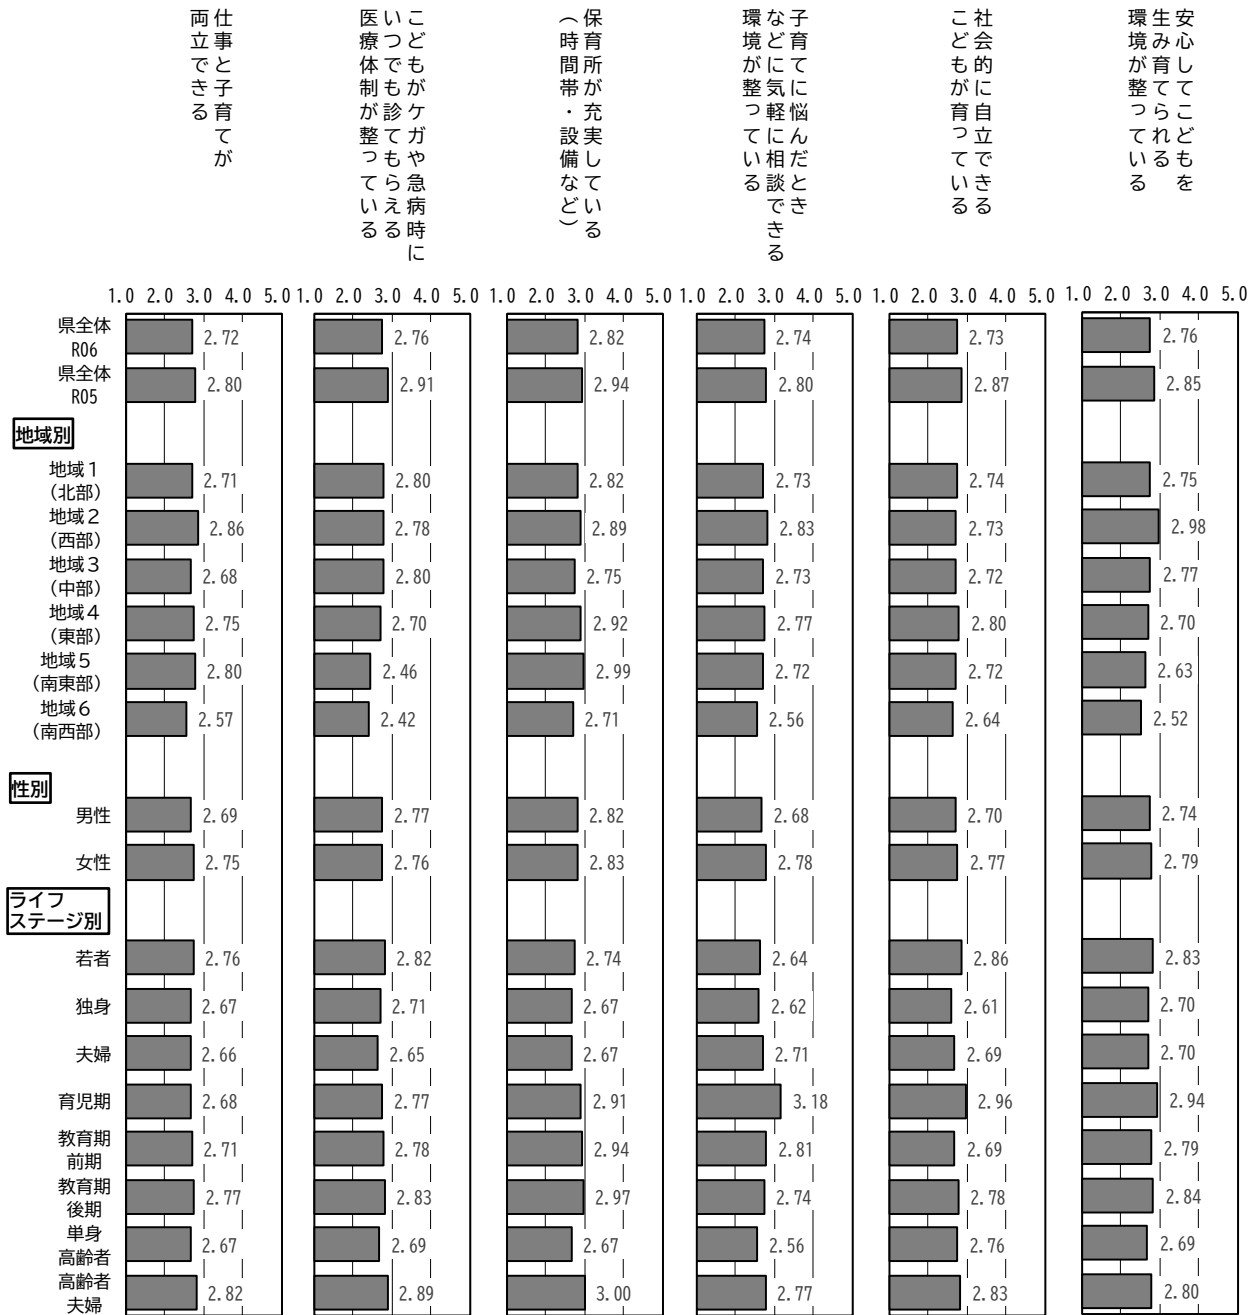 仕事と子育てが
両立できる
こどもがケガや急病時に
いつでも診てもらえる
医療体制が整っている
保育所が充実している
（時間帯・設備など）
子育てに悩んだとき
などに気軽に相談できる
環境が整っている
社会的に自立できる
こどもが育っている
安心してこどもを
生み育てられる
環境が整っている
1.0 2.0 3.0 4.0 5.0 1.0 2.0 3.0 4.0 5.0 1.0 2.0 3.0 4.0 5.0 1.0 2.0 3.0 4.0 5.0 1.0 2.0 3.0 4.0 5.0 1.0 2.0 3.0 4.0 5.0
県全体
R06
2.72 2.76 2.82 2.74 2.73 2.76
県全体
R05
2.80 2.91 2.94 2.80 2.87 2.85
地域別
地域１
（北部）
2.71 2.80 2.82 2.73 2.74 2.75
地域２
（西部）
2.86 2.78 2.89 2.83 2.73 2.98
地域３
（中部）
2.68 2.80 2.75 2.73 2.72 2.77
地域４
（東部）
2.75 2.70 2.92 2.77 2.80 2.70
地域５
（南東部）
2.80 2.46 2.99 2.72 2.72 2.63
地域６
（南西部）
2.57 2.42 2.71 2.56 2.64 2.52
性別
男性 2.69 2.77 2.82 2.68 2.70 2.74
女性 2.75 2.76 2.83 2.78 2.77 2.79
ライフ
ステージ別
若者 2.76 2.82 2.74 2.64 2.86 2.83
独身 2.67 2.71 2.67 2.62 2.61 2.70
夫婦 2.66 2.65 2.67 2.71 2.69 2.70
育児期 2.68 2.77 2.91 3.18 2.96 2.94
教育期
前期
2.71 2.78 2.94 2.81 2.69 2.79
教育期
後期
2.77 2.83 2.97 2.74 2.78 2.84
単身
高齢者
2.67 2.69 2.67 2.56 2.76 2.69
高齢者
夫婦
2.82 2.89 3.00 2.77 2.83 2.80